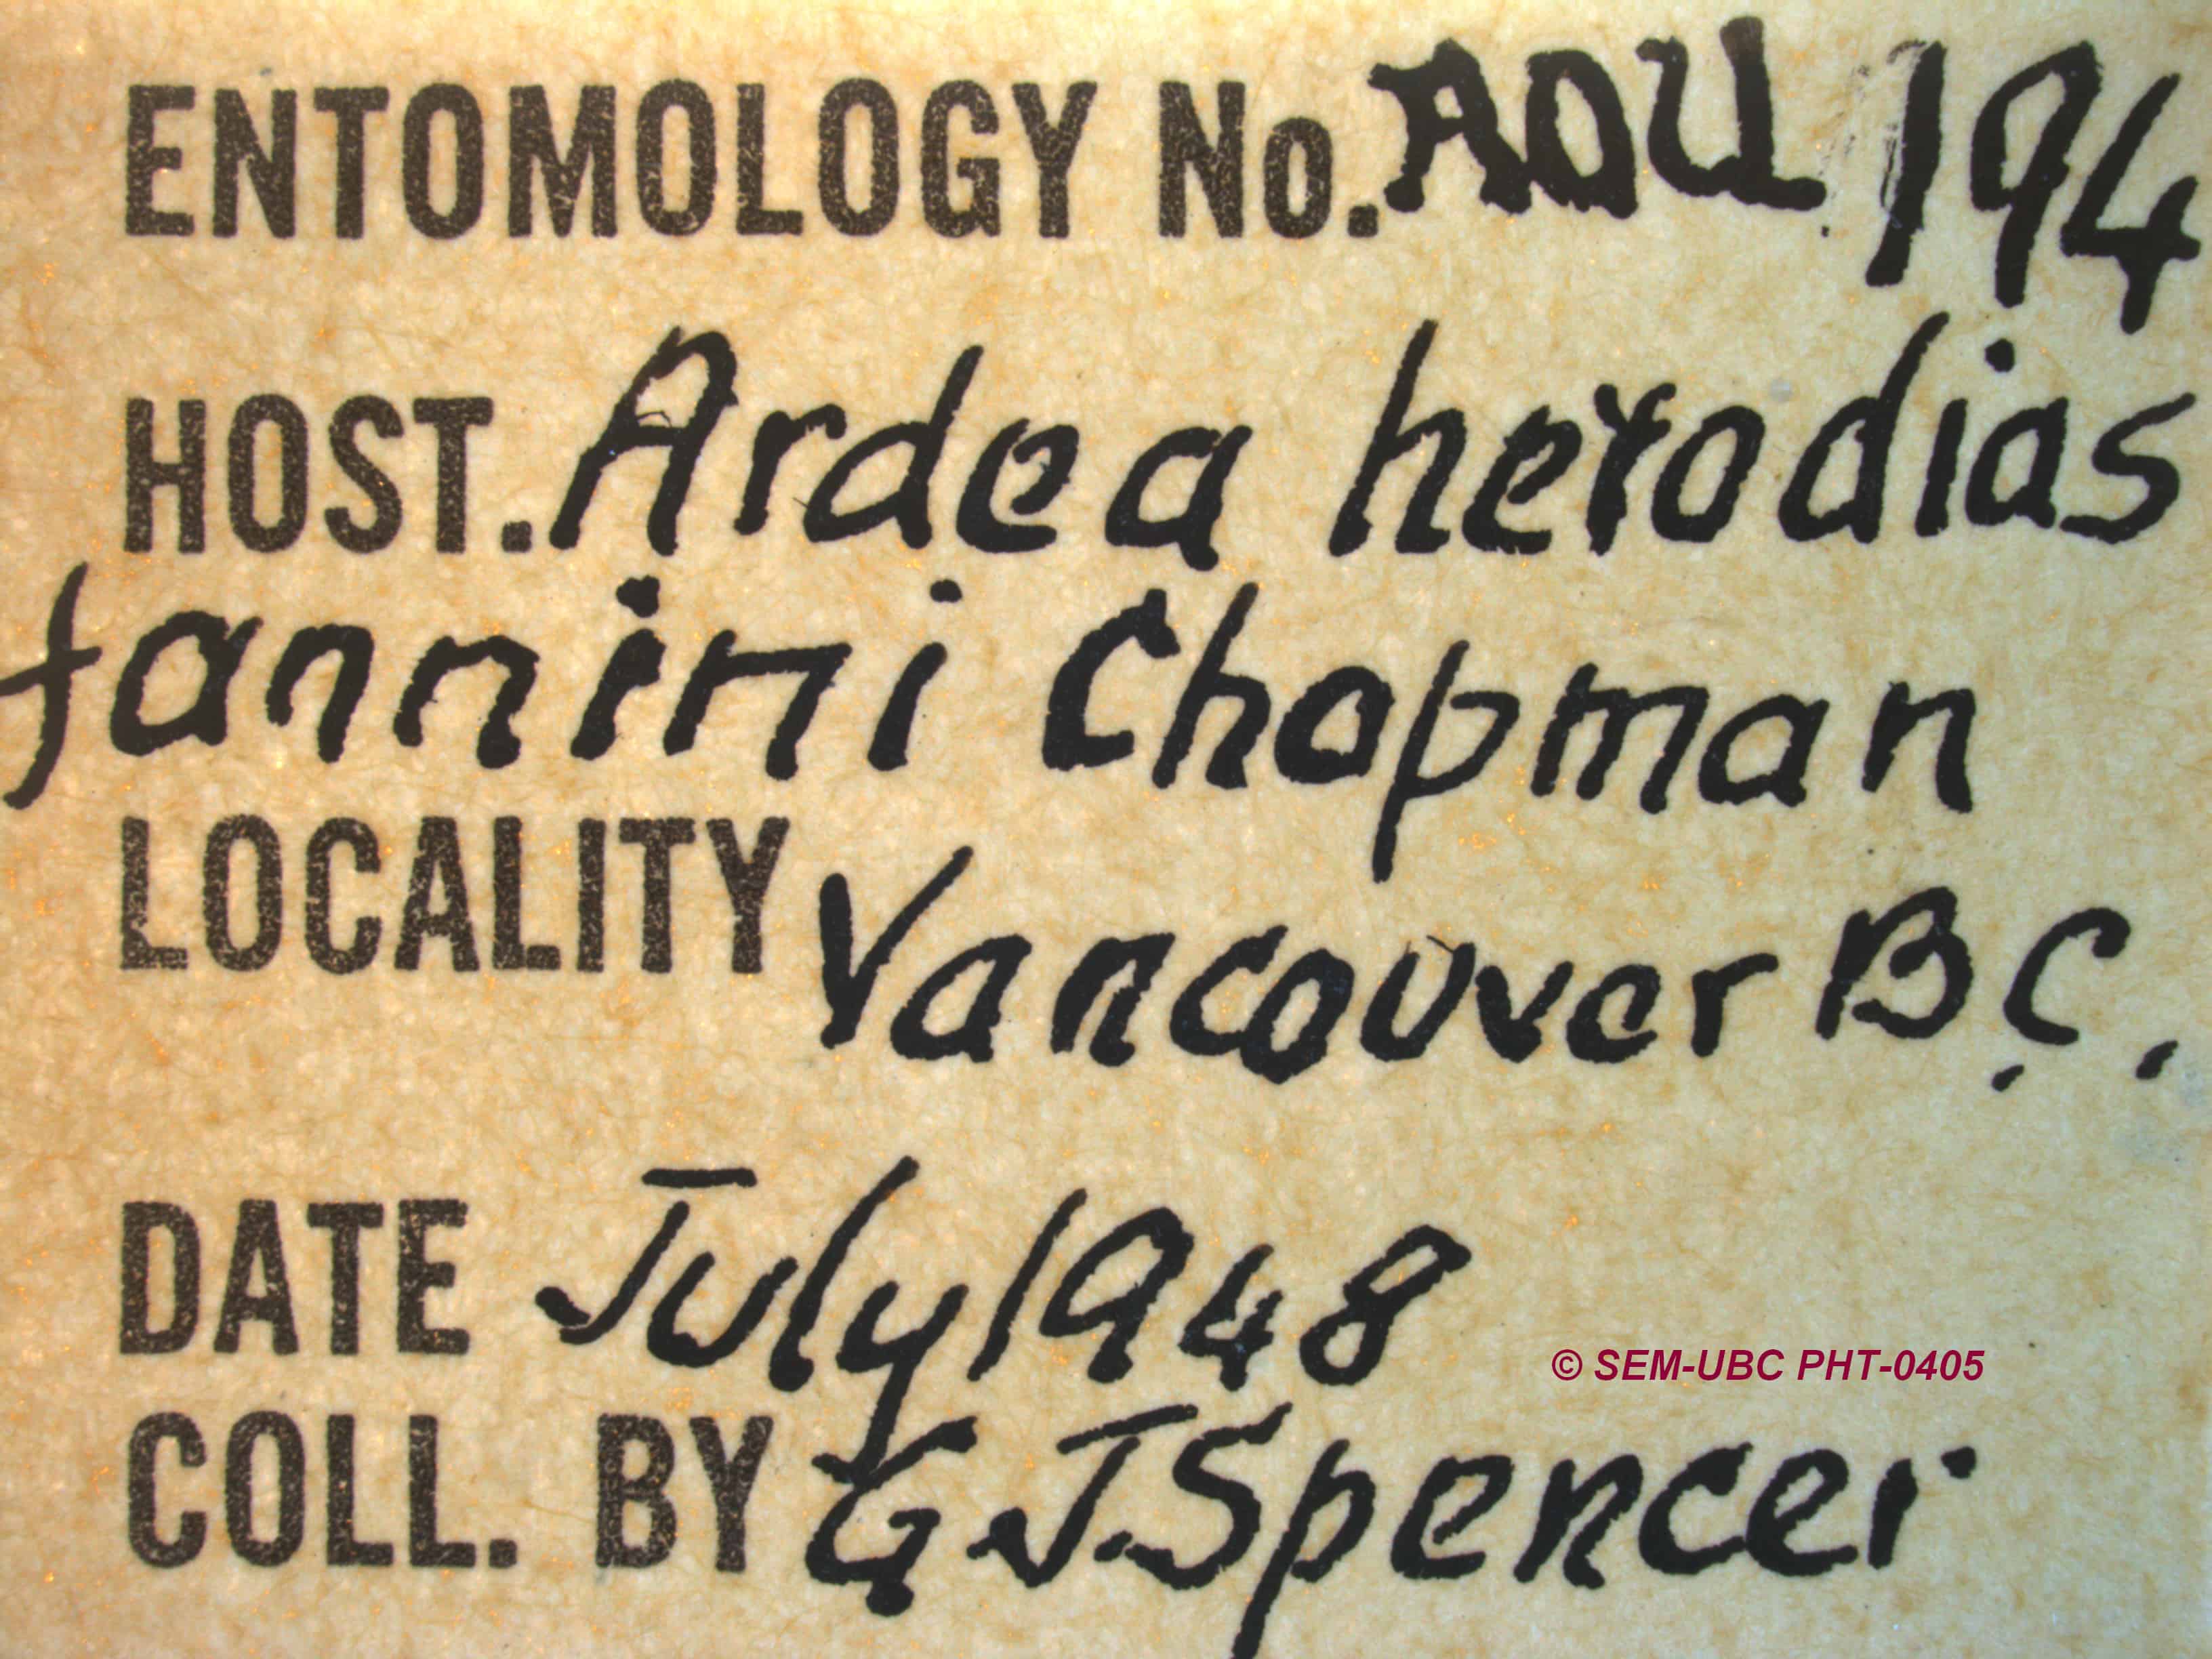 ENTOMOLOGY No. AOU. 194
HOST. Ardea herodias
fannini Chapman
LOCALITY Vancouver B.C.
DATE July 1948
© SEM-UBC PHT-0405
COLL. BY G.J. Spencer